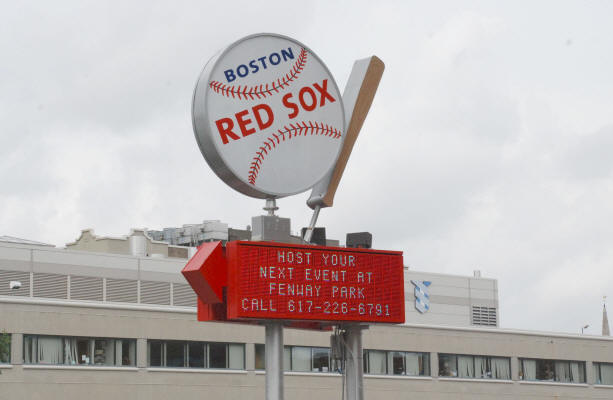 BOSTON
RED SOX
HOST YOUR
NEXT EVENT AT
FENWAY PARK
CALL 617-226-6791